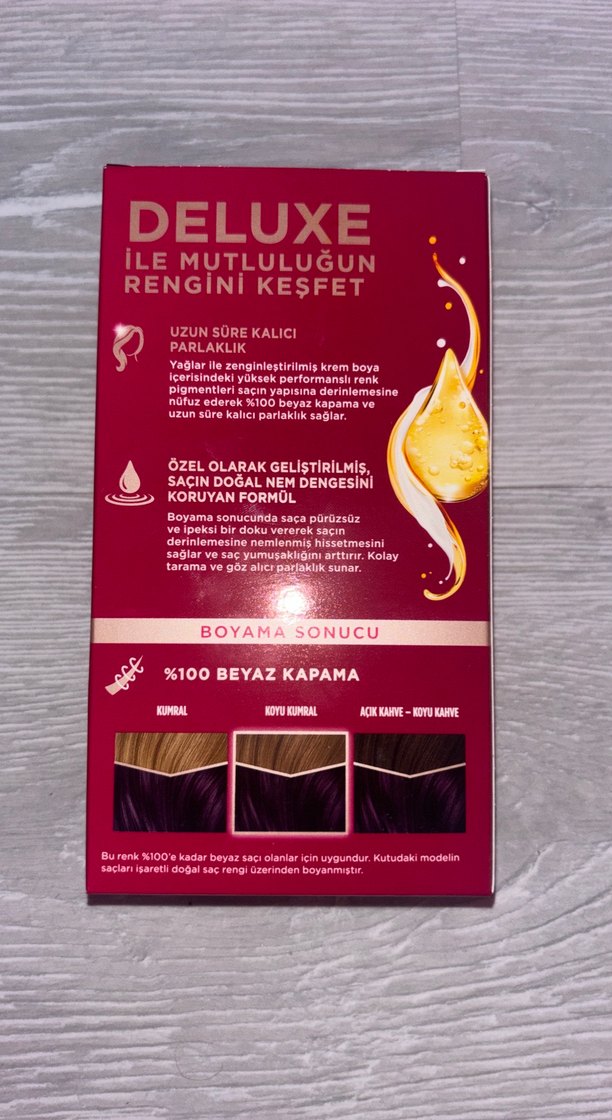 DELUXE
İLE MUTLULUĞUN
RENGİNİ KEŞFET
UZUN SÜRE KALICI
PARLAKLIK
Yağlar ile zenginleştirilmiş krem boya
içerisindeki yüksek performanslı renk
pigmentleri saçın yapısına derinlemesine
nüfuz ederek %100 beyaz kapama ve
uzun süre kalıcı parlaklık sağlar.
ÖZEL OLARAK GELİŞTİRİLMİŞ,
SAÇIN DOĞAL NEM DENGESİNİ
KORUYAN FORMÜL
Boyama sonucunda saça pürüzsüz
ve ipeksi bir doku vererek saçın
derinlemesine nemlenmiş hissetmesini
sağlar ve saç yumuşaklığını arttırır. Kolay
tarama ve göz alıcı parlaklık sunar.
BOYAMA SONUCU
%100 BEYAZ KAPAMA
KUMRAL KOYU KUMRAL AÇIK KAHVE – KOYU KAHVE
Bu renk %100'e kadar beyaz saçı olanlar için uygundur. Kutudaki modelin
saçları işaretli doğal saç rengi üzerinden boyanmıştır.